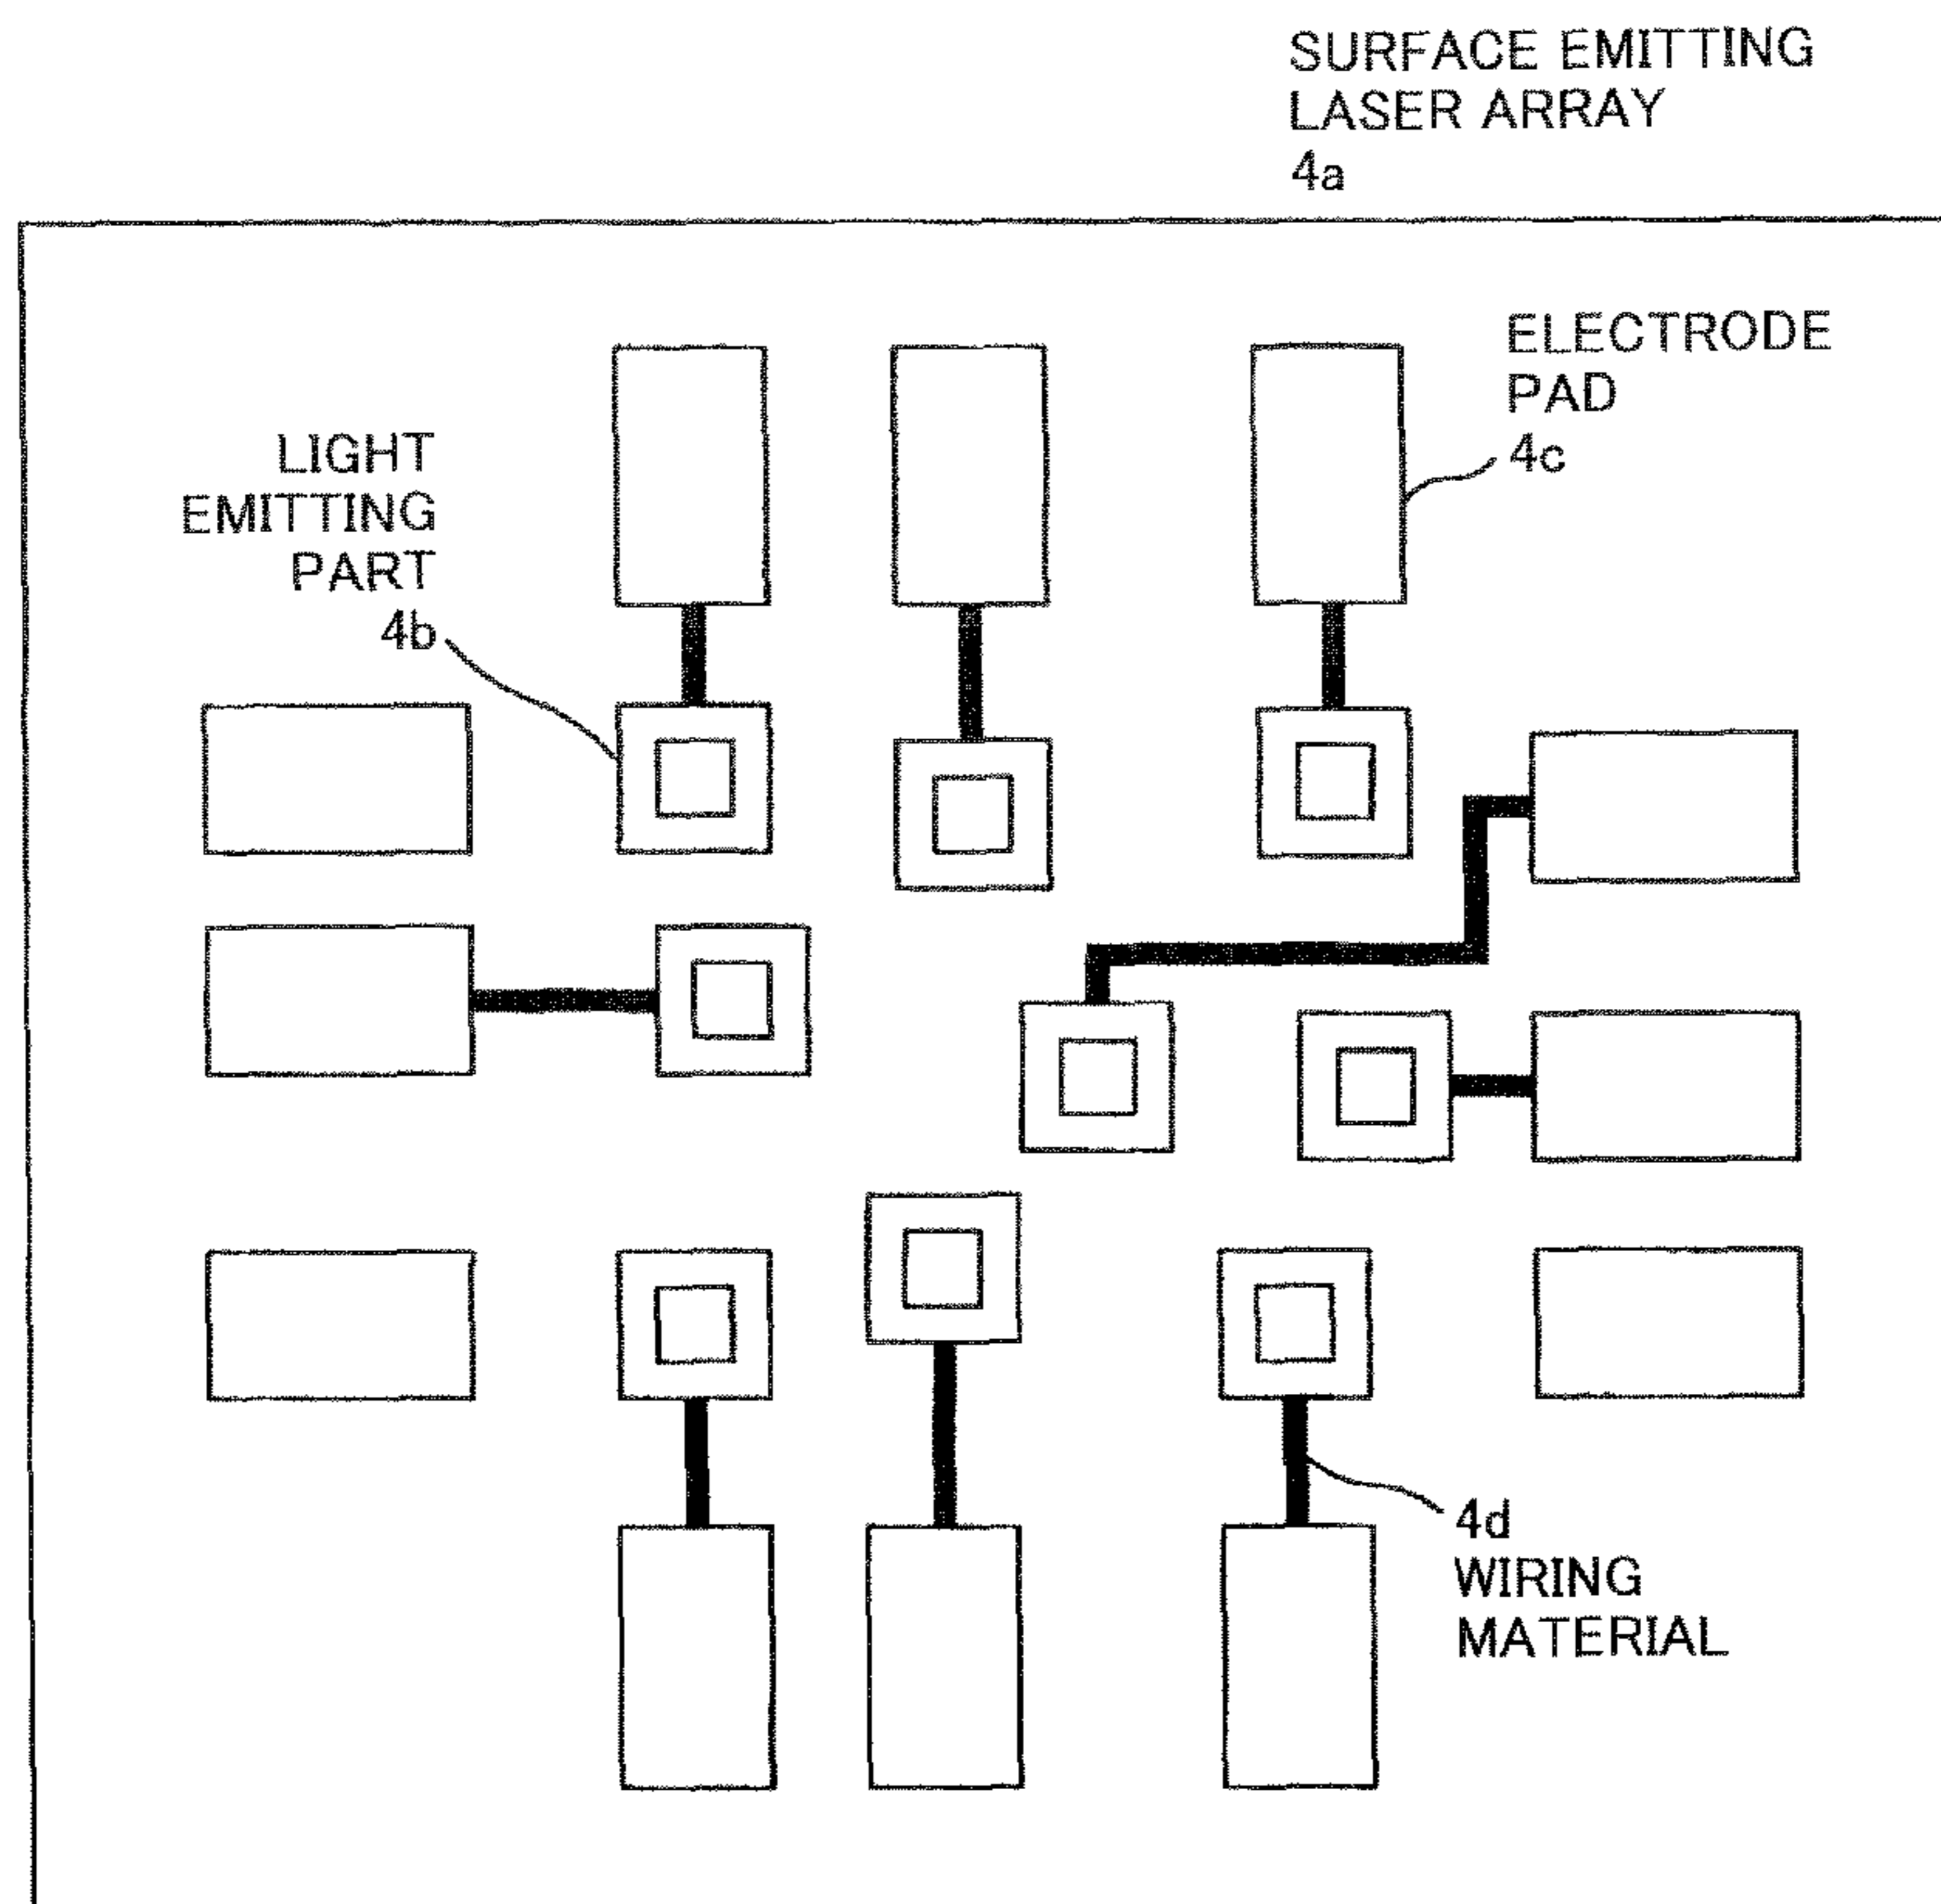 SURFACE EMITTING
LASER ARRAY
4a
ELECTRODE
PAD
4c
LIGHT
EMITTING
PART
4b
4d
WIRING
MATERIAL